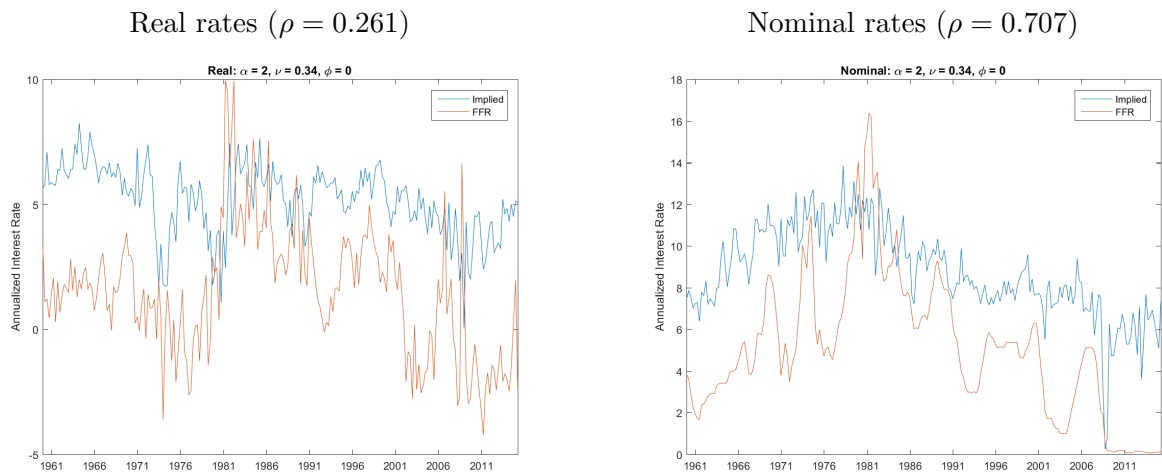 Real rates (ρ = 0.261)
Real: α = 2, ν = 0.34, ϕ = 0
Annualized Interest Rate
10
5
0
-5
1961 1966 1971 1976 1981 1986 1991 1996 2001 2006 2011
Implied
FFR
Nominal rates (ρ = 0.707)
Nominal: α = 2, ν = 0.34, ϕ = 0
Annualized Interest Rate
18
16
14
12
10
8
6
4
2
0
1961 1966 1971 1976 1981 1986 1991 1996 2001 2006 2011
Implied
FFR